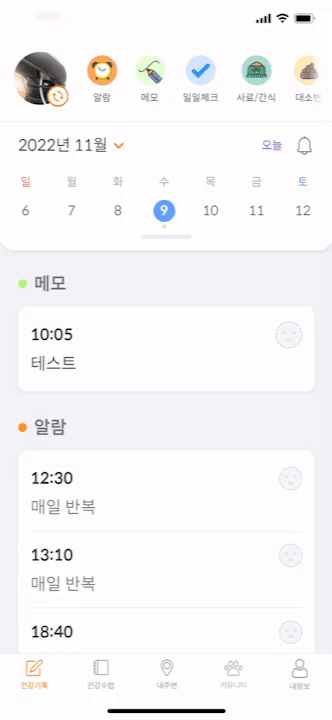 알람 메모 일일체크 사료/간식 대소변
2022년 11월 오늘
일 월 화 수 목 금 토
6 7 8 9 10 11 12
메모
10:05
테스트
알람
12:30
매일 반복
13:10
매일 반복
18:40
건강기록 건강수첩 내주변 커뮤니티 내정보